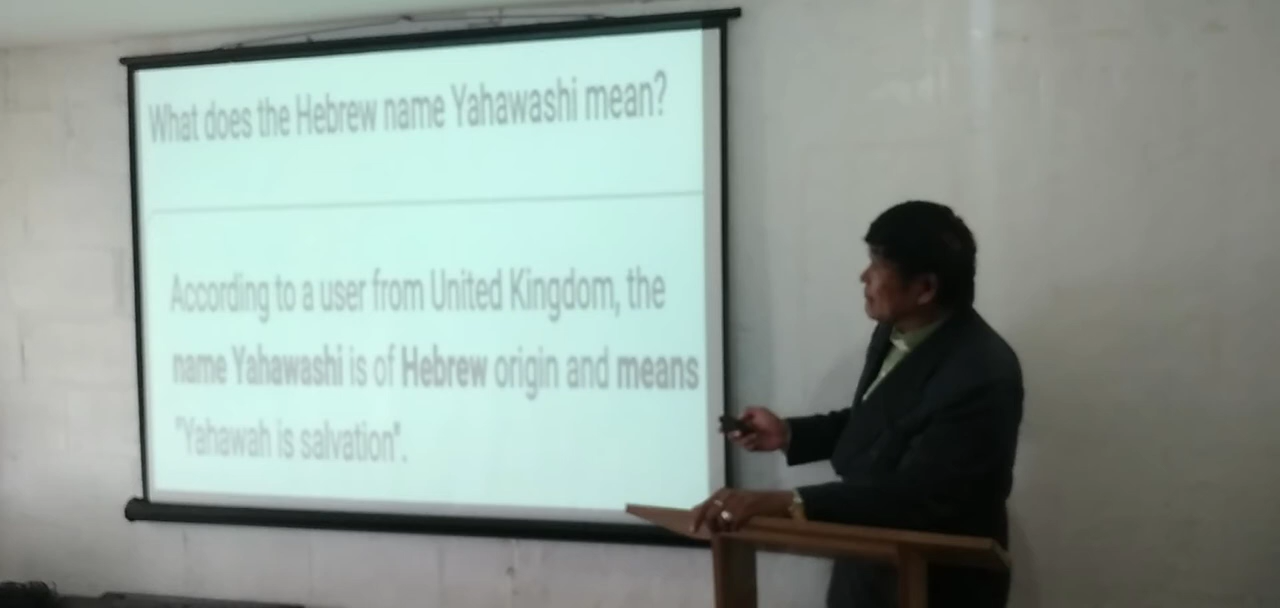 What does the Hebrew name Yahawashi mean?
According to a user from United Kingdom, the
name Yahawashi is of Hebrew origin and means
"Yahawah is salvation".